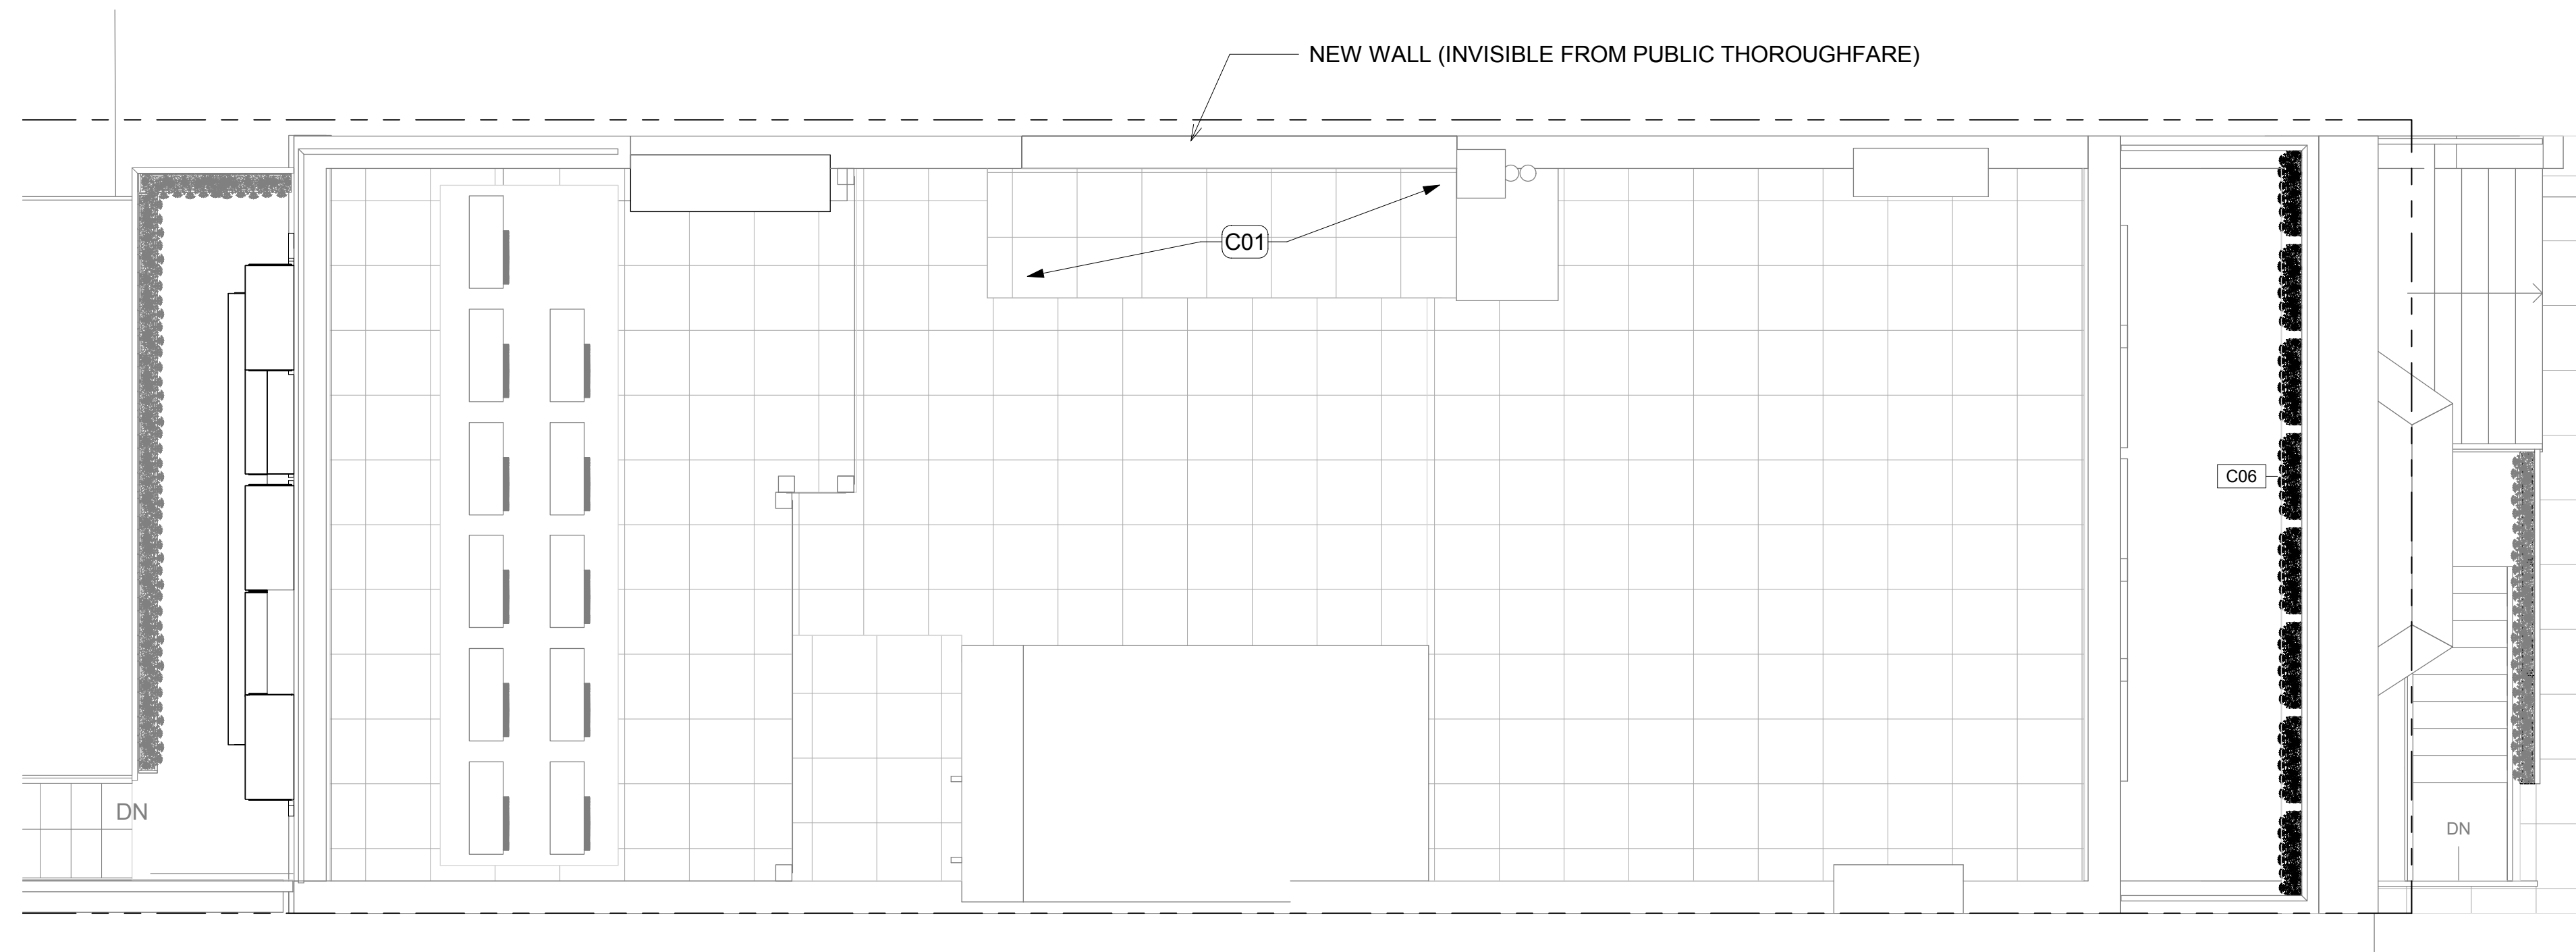 NEW WALL (INVISIBLE FROM PUBLIC THOROUGHFARE)
C01
C06
DN
DN